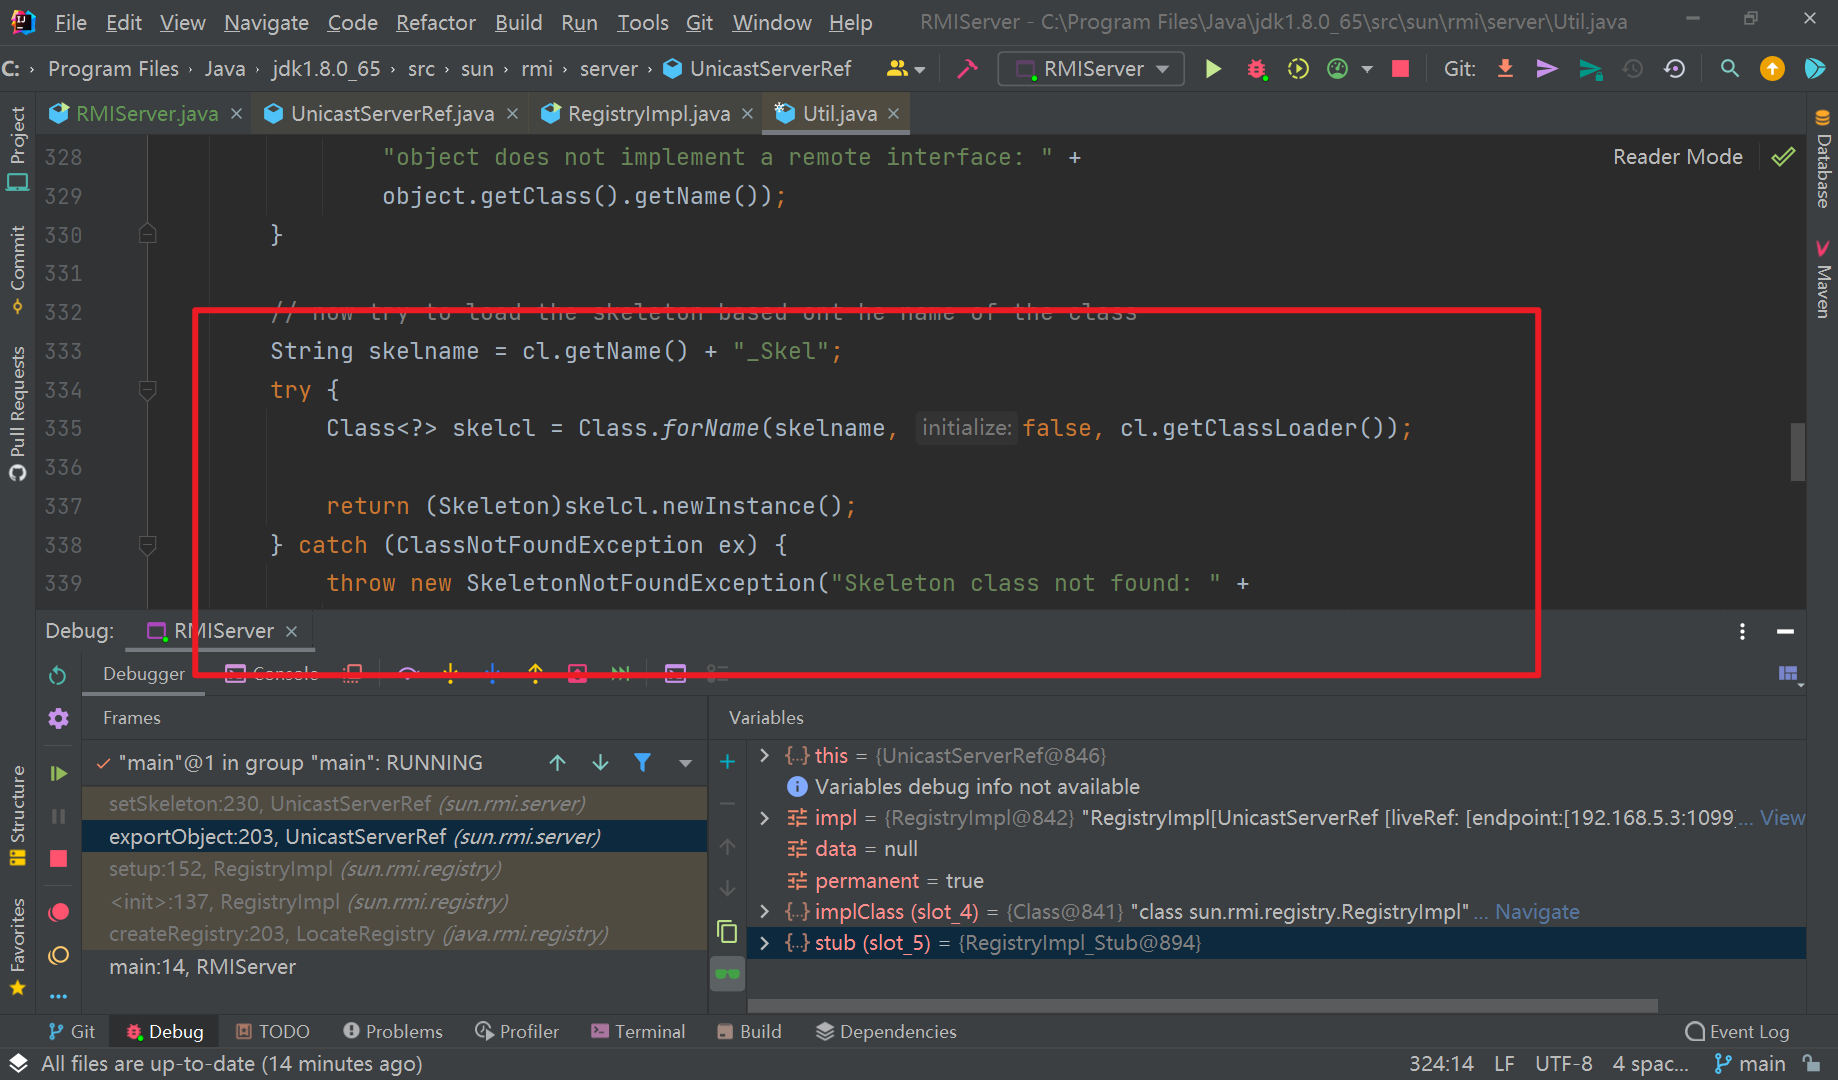 File Edit View Navigate Code Refactor Build Run Tools Git Window Help RMIServer - C:\Program Files\Java\jdk1.8.0_65\src\sun\rmi\server\Util.java
C: › Program Files › Java › jdk1.8.0_65 › src › sun › rmi › server › UnicastServerRef RMIServer Git:
RMIServer.java UnicastServerRef.java RegistryImpl.java Util.java
Reader Mode
328 "object does not implement a remote interface: " +
329 object.getClass().getName());
330 }
331
332 // now try to load the skeleton based ont he name of the class
333 String skelname = cl.getName() + "_Skel";
334 try {
335 Class<?> skelcl = Class.forName(skelname, initialize: false, cl.getClassLoader());
336
337 return (Skeleton)skelcl.newInstance();
338 } catch (ClassNotFoundException ex) {
339 throw new SkeletonNotFoundException("Skeleton class not found: " +
Project
Commit
Pull Requests
Structure
Favorites
Database
Maven
Debug: RMIServer
Debugger Console
Frames
"main"@1 in group "main": RUNNING
setSkeleton:230, UnicastServerRef (sun.rmi.server)
exportObject:203, UnicastServerRef (sun.rmi.server)
setup:152, RegistryImpl (sun.rmi.registry)
<init>:137, RegistryImpl (sun.rmi.registry)
createRegistry:203, LocateRegistry (java.rmi.registry)
main:14, RMIServer
Variables
this = {UnicastServerRef@846}
Variables debug info not available
impl = {RegistryImpl@842} "RegistryImpl[UnicastServerRef [liveRef: [endpoint:[192.168.5.3:1099]... View
data = null
permanent = true
implClass (slot_4) = {Class@841} "class sun.rmi.registry.RegistryImpl" ... Navigate
stub (slot_5) = {RegistryImpl_Stub@894}
Git Debug TODO Problems Profiler Terminal Build Dependencies Event Log
All files are up-to-date (14 minutes ago) 324:14 LF UTF-8 4 spac... main